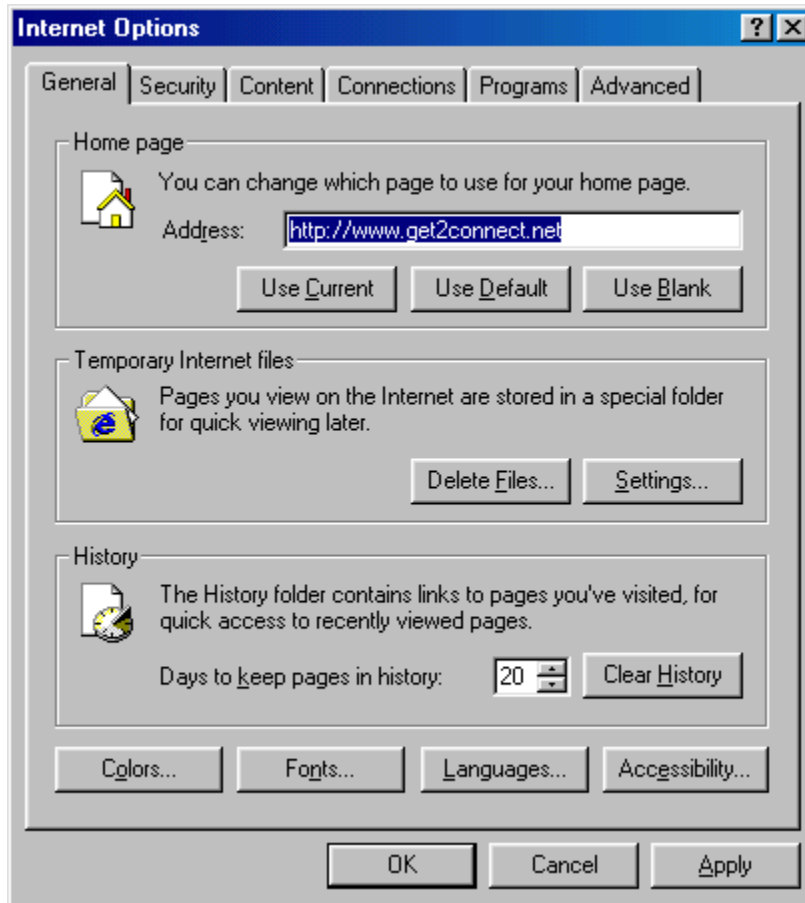 Internet Options
General Security Content Connections Programs Advanced
Home page
You can change which page to use for your home page.
Address: http://www.get2connect.net
Use Current Use Default Use Blank
Temporary Internet files
Pages you view on the Internet are stored in a special folder
for quick viewing later.
Delete Files... Settings...
History
The History folder contains links to pages you've visited, for
quick access to recently viewed pages.
Days to keep pages in history: 20 Clear History
Colors... Fonts... Languages... Accessibility...
OK Cancel Apply